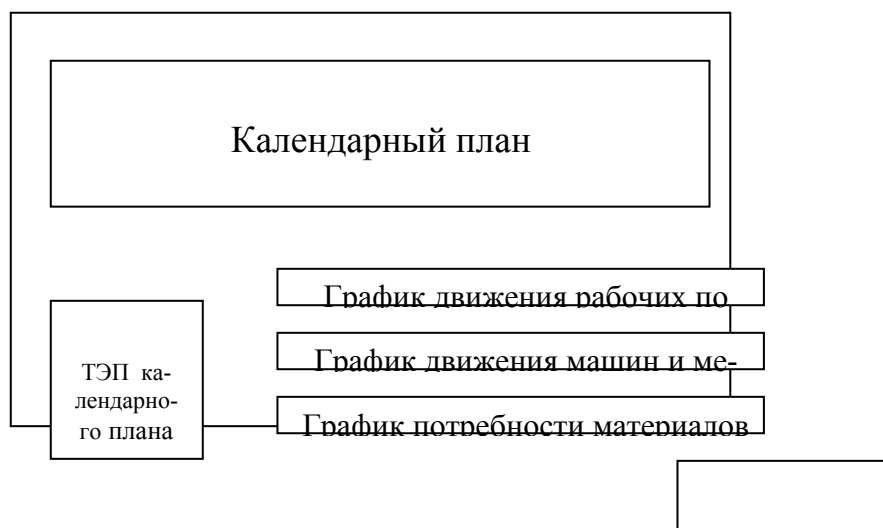 Календарный план
График движения рабочих по
График движения машин и ме-
График потребности материалов
ТЭП ка-
лендарно-
го плана